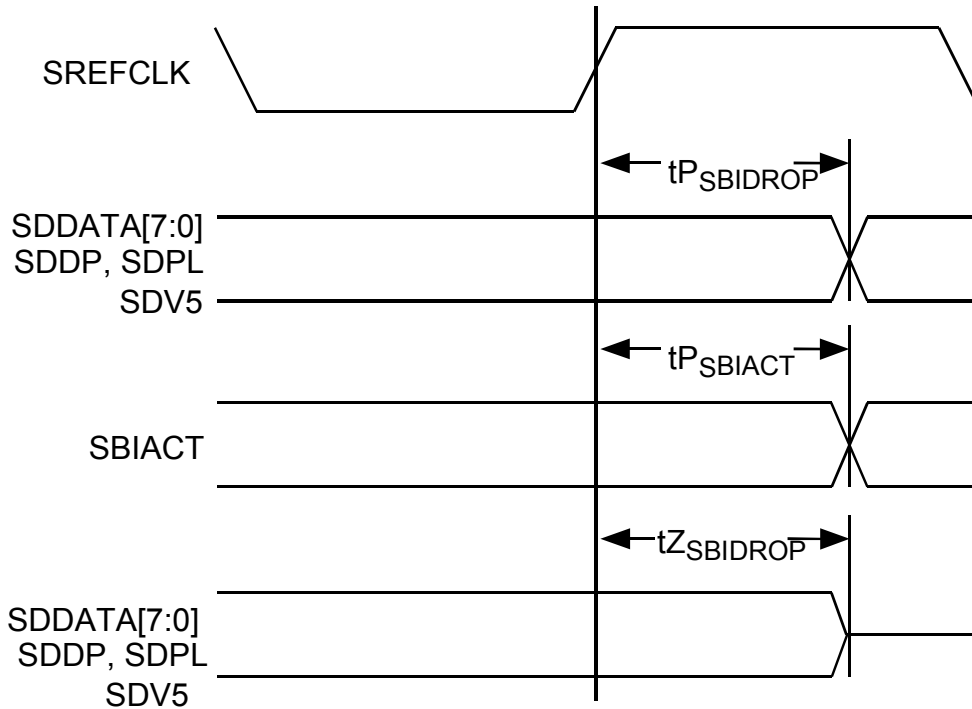 SREFCLK
tPSBIDROP
SDDATA[7:0]
SDDP, SDPL
SDV5
tPSBIACT
SBIACT
tZSBIDROP
SDDATA[7:0]
SDDP, SDPL
SDV5